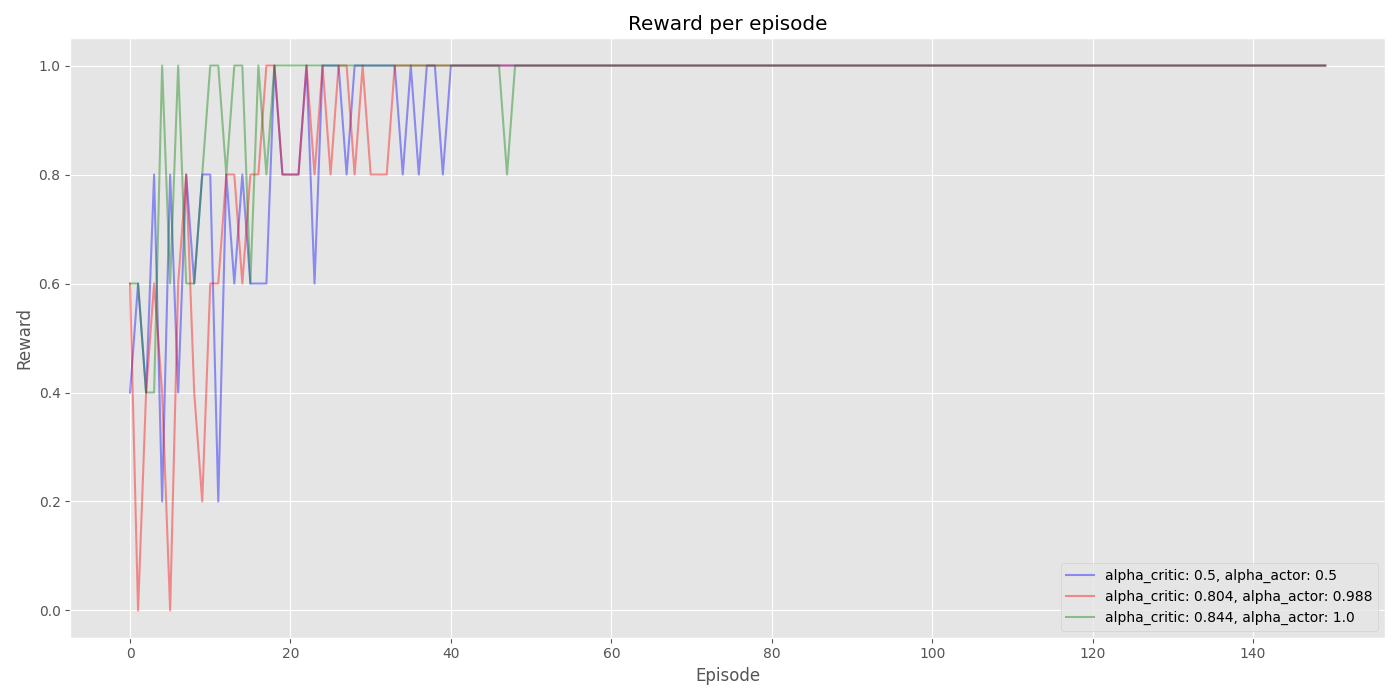 Reward per episode
1.0
0.8
0.6
0.4
0.2
0.0
Reward
0 20 40 60 80 100 120 140
Episode
alpha_critic: 0.5, alpha_actor: 0.5
alpha_critic: 0.804, alpha_actor: 0.988
alpha_critic: 0.844, alpha_actor: 1.0